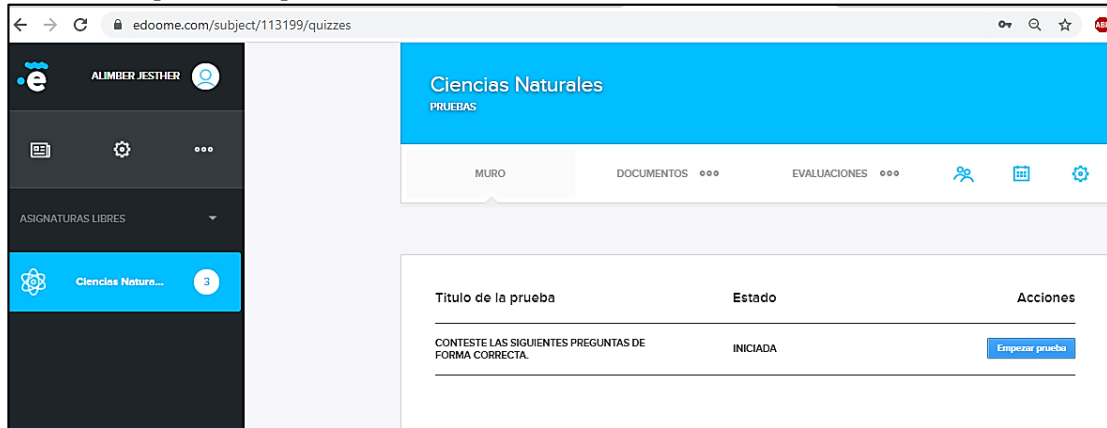 edoome.com/subject/113199/quizzes
ë
ALIMBER JESTHER
ASIGNATURAS LIBRES
Ciencias Natura... 3
Ciencias Naturales
PRUEBAS
MURO DOCUMENTOS EVALUACIONES
Titulo de la prueba Estado Acciones
CONTESTE LAS SIGUIENTES PREGUNTAS DE
FORMA CORRECTA. INICIADA Empezar prueba